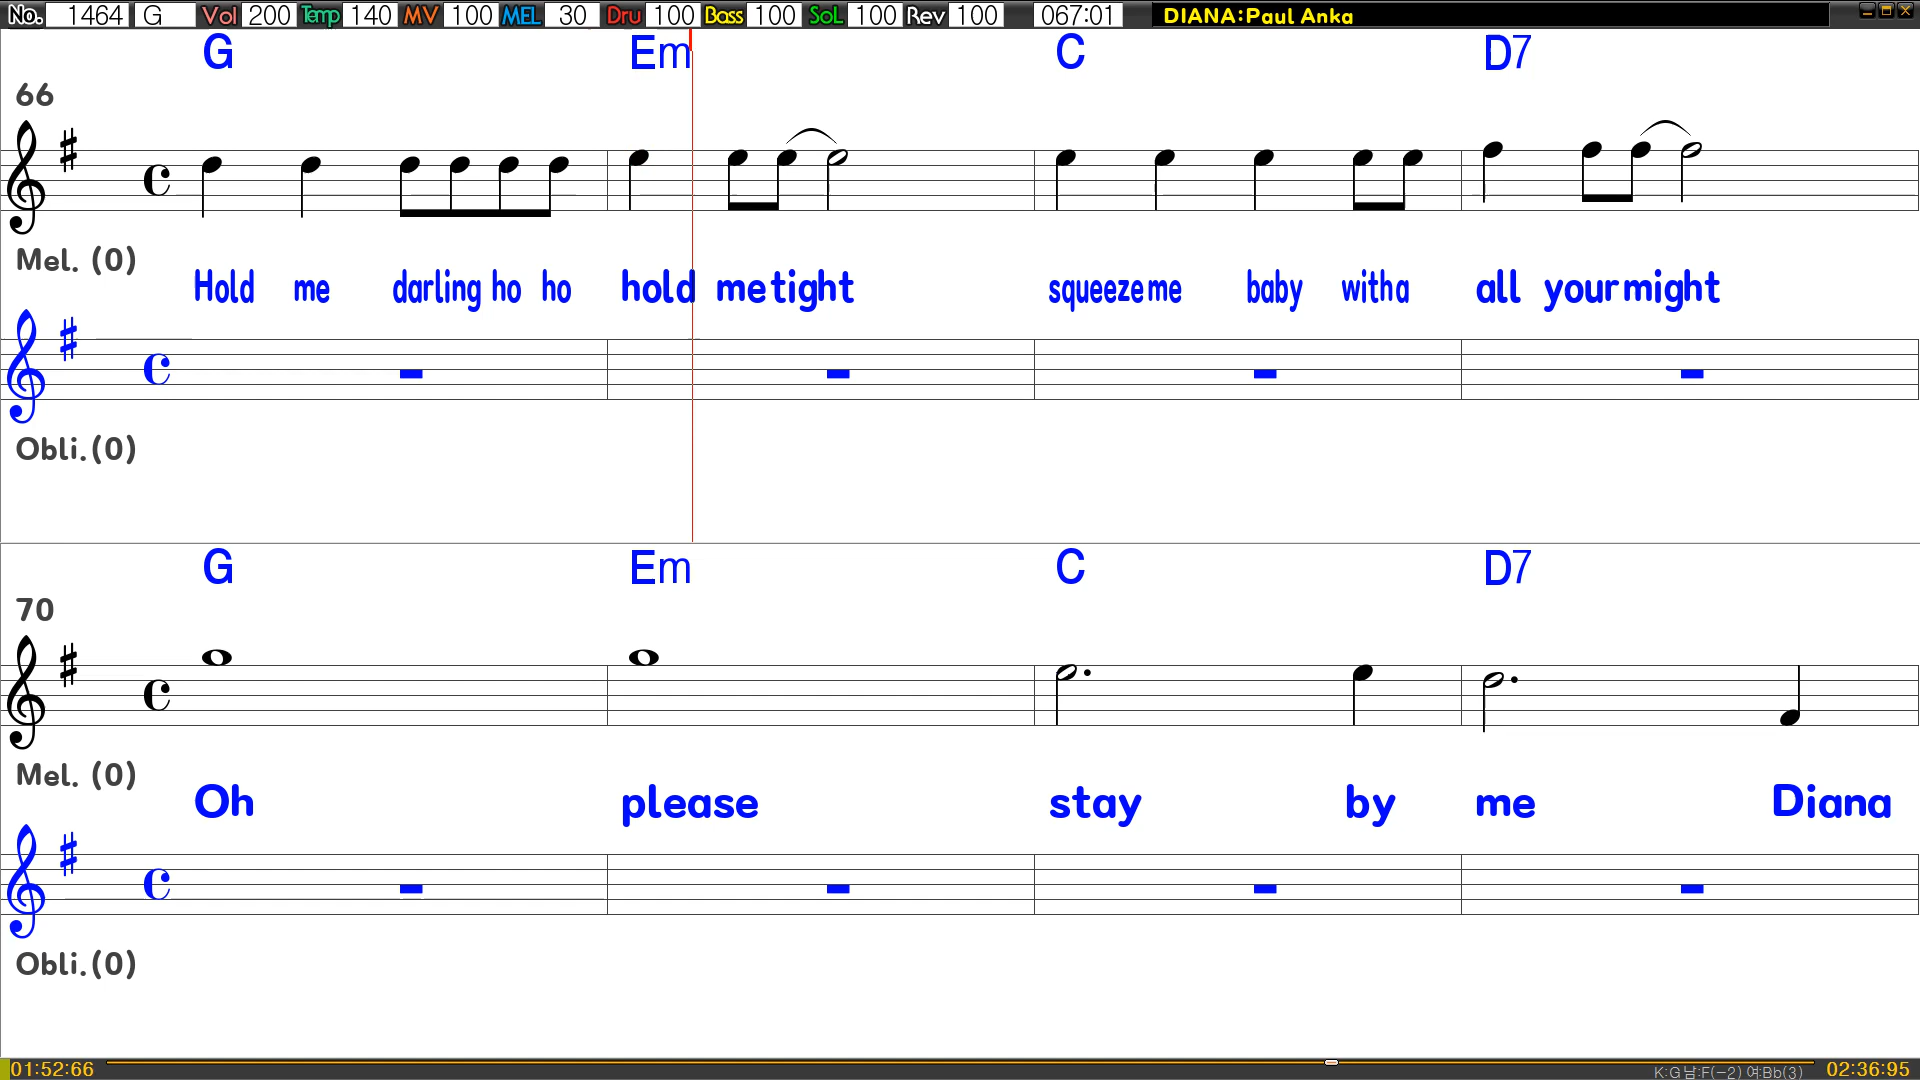 No. 1464 G Vol 200 Temp 140 MV 100 MEL 30 Dru 100 Bass 100 SoL 100 Rev 100 067:01 DIANA:Paul Anka
G Em C D7
66
Mel. (0)
Hold me darling ho ho hold me tight squeeze me baby with a all your might
Obli.(0)
G Em C D7
70
Mel. (0)
Oh please stay by me Diana
Obli.(0)
01:52:66 K:G 남:F(-2) 여:Bb(3) 02:36:95